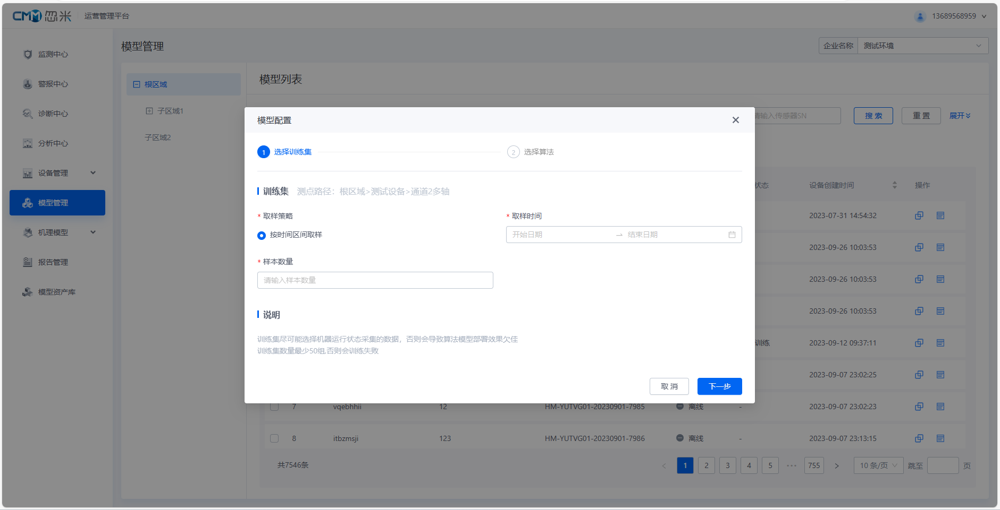 CMM 忽米 运营管理平台
13689568959
监测中心
警报中心
诊断中心
分析中心
设备管理
模型管理
机理模型
报告管理
模型资产库
模型管理
企业名称 测试环境
根区域
子区域1
子区域2
模型列表
请输入传感器SN 搜 索 重 置 展开
状态 设备创建时间 操作
2023-07-31 14:54:32
2023-09-26 10:03:53
2023-09-26 10:03:53
2023-09-26 10:03:53
训练 2023-09-12 09:37:11
2023-09-07 23:02:25
7 vqebhhii 12 HM-YUTVG01-20230901-7985 离线 - 2023-09-07 23:02:23
8 itbzmsji 123 HM-YUTVG01-20230901-7986 离线 - 2023-09-07 23:13:15
共7546条 1 2 3 4 5 ••• 755 10 条/页 跳至 页
模型配置
1 选择训练集 2 选择算法
训练集 测点路径：根区域>测试设备>通道2多轴
* 取样策略 * 取样时间
按时间区间取样 开始日期 → 结束日期
* 样本数量
请输入样本数量
说明
训练集尽可能选择机器运行状态采集的数据，否则会导致算法模型部署效果欠佳
训练集数量最少50组,否则会训练失败
取 消 下一步